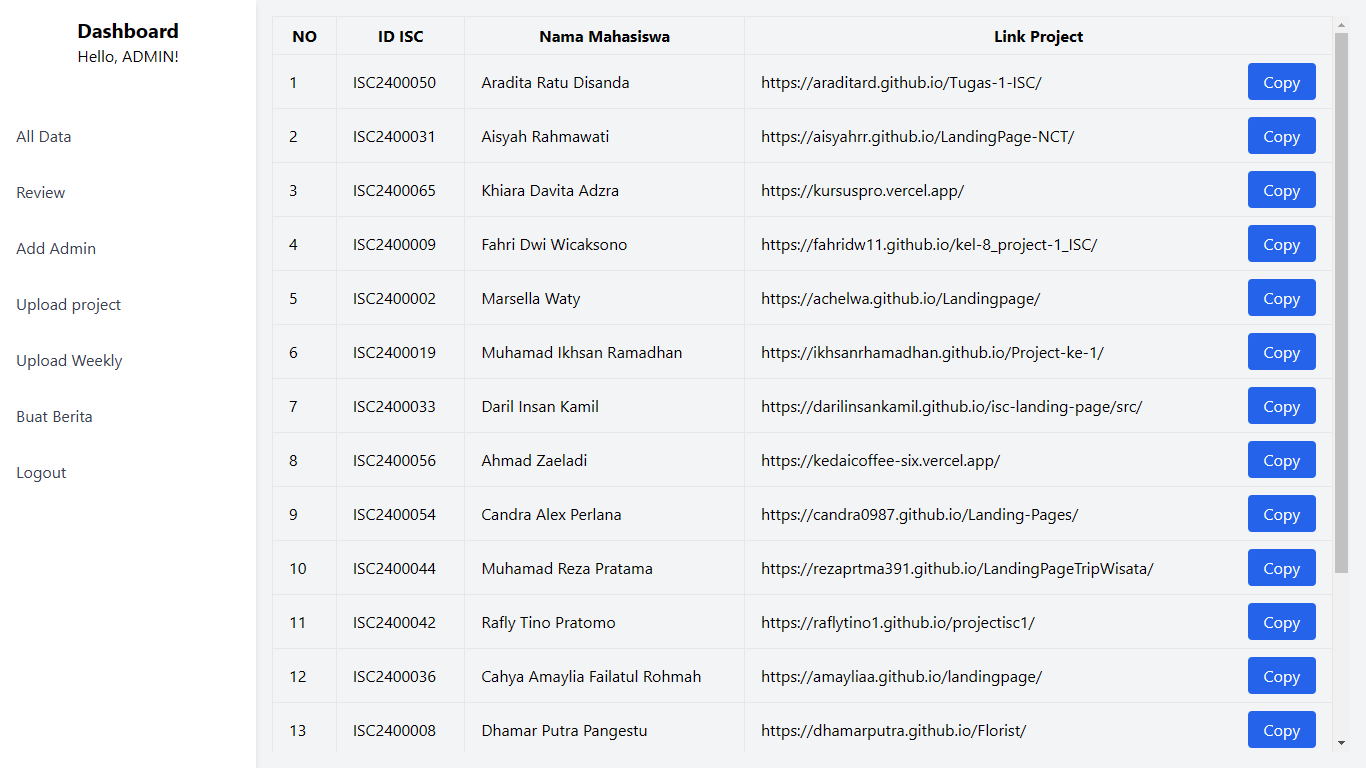 Dashboard
Hello, ADMIN!
All Data
Review
Add Admin
Upload project
Upload Weekly
Buat Berita
Logout
NO ID ISC Nama Mahasiswa Link Project
1 ISC2400050 Aradita Ratu Disanda https://araditard.github.io/Tugas-1-ISC/ Copy
2 ISC2400031 Aisyah Rahmawati https://aisyahrr.github.io/LandingPage-NCT/ Copy
3 ISC2400065 Khiara Davita Adzra https://kursuspro.vercel.app/ Copy
4 ISC2400009 Fahri Dwi Wicaksono https://fahridw11.github.io/kel-8_project-1_ISC/ Copy
5 ISC2400002 Marsella Waty https://achelwa.github.io/Landingpage/ Copy
6 ISC2400019 Muhamad Ikhsan Ramadhan https://ikhsanrhamadhan.github.io/Project-ke-1/ Copy
7 ISC2400033 Daril Insan Kamil https://darilinsankamil.github.io/isc-landing-page/src/ Copy
8 ISC2400056 Ahmad Zaeladi https://kedaicoffee-six.vercel.app/ Copy
9 ISC2400054 Candra Alex Perlana https://candra0987.github.io/Landing-Pages/ Copy
10 ISC2400044 Muhamad Reza Pratama https://rezaprtma391.github.io/LandingPageTripWisata/ Copy
11 ISC2400042 Rafly Tino Pratomo https://raflytino1.github.io/projectisc1/ Copy
12 ISC2400036 Cahya Amaylia Failatul Rohmah https://amayliaa.github.io/landingpage/ Copy
13 ISC2400008 Dhamar Putra Pangestu https://dhamarputra.github.io/Florist/ Copy